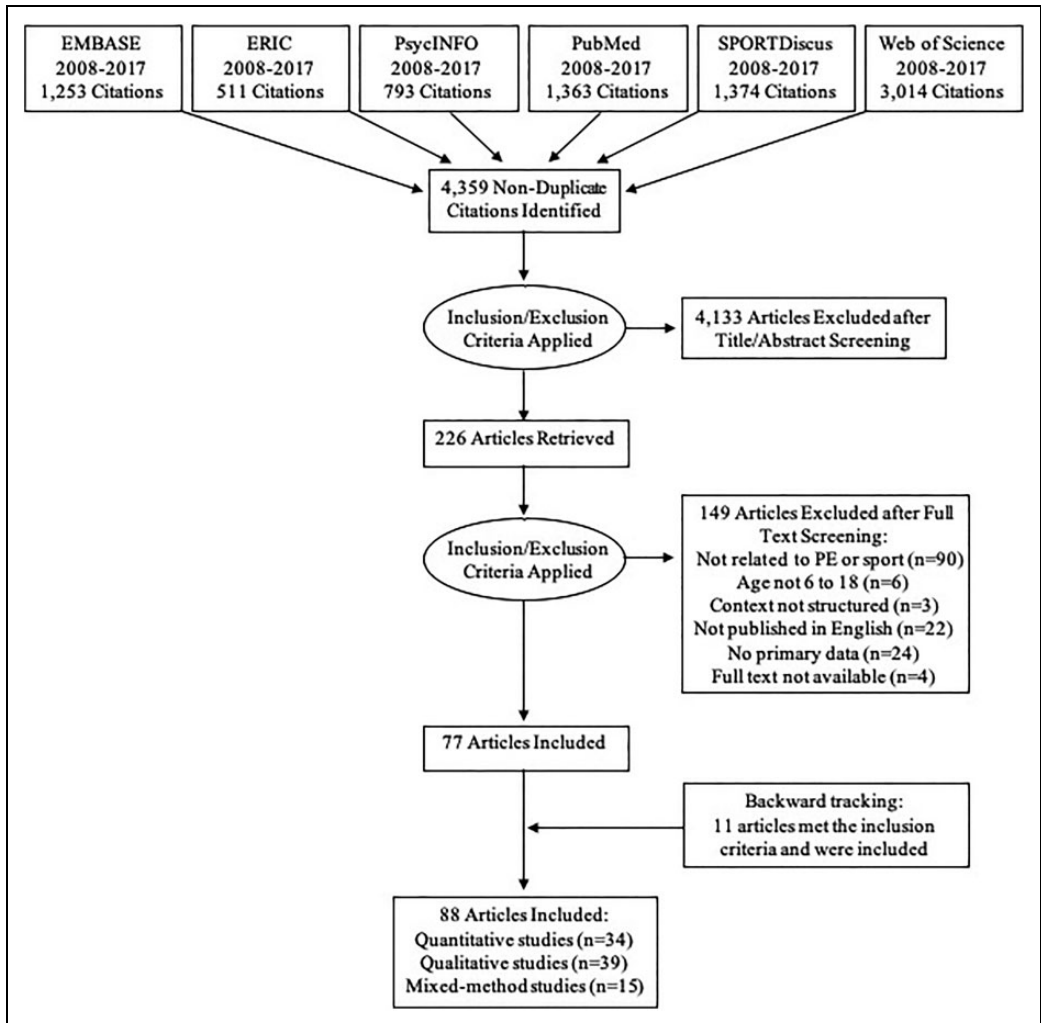 EMBASE
2008-2017
1,253 Citations
ERIC
2008-2017
511 Citations
PsycINFO
2008-2017
793 Citations
PubMed
2008-2017
1,363 Citations
SPORTDiscus
2008-2017
1,374 Citations
Web of Science
2008-2017
3,014 Citations
4,359 Non-Duplicate
Citations Identified
Inclusion/Exclusion
Criteria Applied
4,133 Articles Excluded after
Title/Abstract Screening
226 Articles Retrieved
Inclusion/Exclusion
Criteria Applied
149 Articles Excluded after Full
Text Screening:
Not related to PE or sport (n=90)
Age not 6 to 18 (n=6)
Context not structured (n=3)
Not published in English (n=22)
No primary data (n=24)
Full text not available (n=4)
77 Articles Included
Backward tracking:
11 articles met the inclusion
criteria and were included
88 Articles Included:
Quantitative studies (n=34)
Qualitative studies (n=39)
Mixed-method studies (n=15)